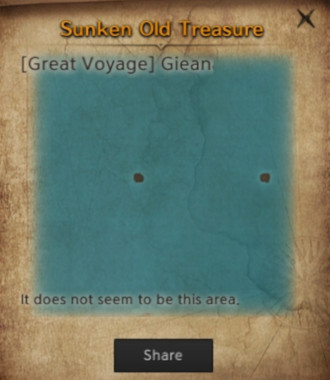 Sunken Old Treasure
[Great Voyage] Giean
It does not seem to be this area.
Share